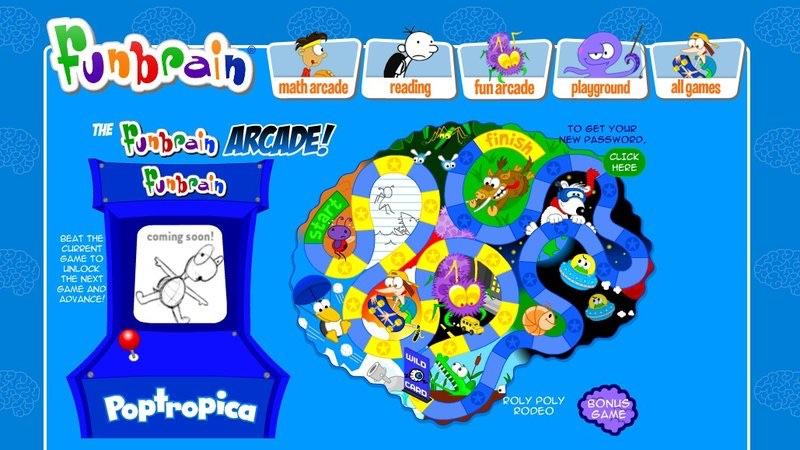 funbrain®
math arcade
reading
fun arcade
playground
all games
THE funbrain ARCADE!
funbrain
coming soon!
BEAT THE
CURRENT
GAME TO
UNLOCK
THE NEXT
GAME AND
ADVANCE!
Poptropica
start
finish
TO GET YOUR
NEW PASSWORD,
CLICK
HERE
WILD
CARD
ROLY POLY
RODEO
BONUS
GAME